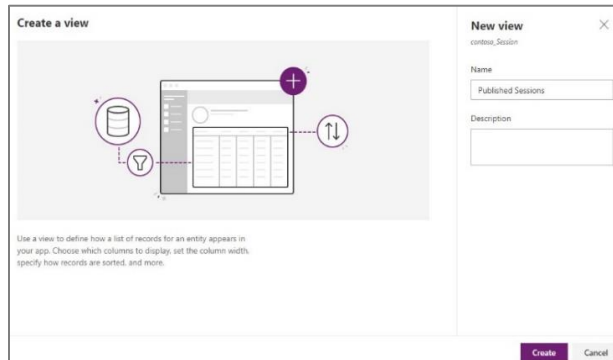 Create a view
New view
contoso_Session
Name
Published Sessions
Description
Use a view to define how a list of records for an entity appears in
your app. Choose which columns to display, set the column width,
specify how records are sorted, and more.
Create
Cancel